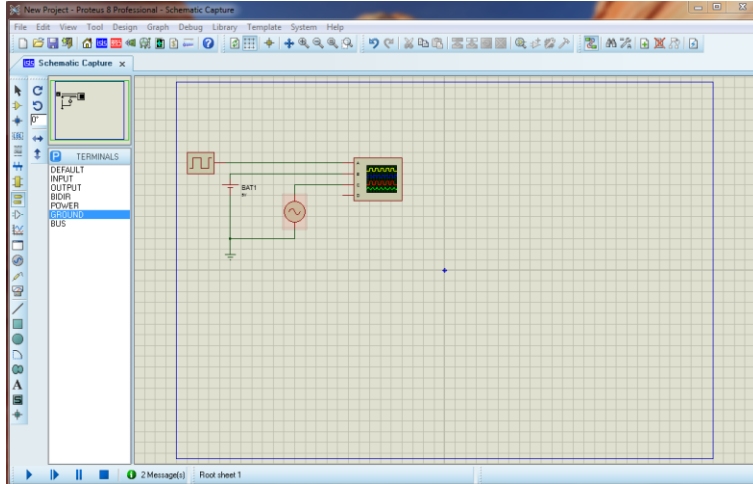 New Project - Proteus 8 Professional - Schematic Capture
File Edit View Tool Design Graph Debug Library Template System Help
Schematic Capture x
0°
P TERMINALS
DEFAULT
INPUT
OUTPUT
BIDIR
POWER
GROUND
BUS
A
B
C
D
BAT1
2 Message(s) Root sheet 1